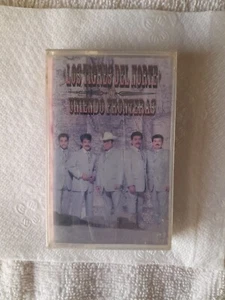 LOS TIGRES DEL NORTE
UNIENDO FRONTERAS